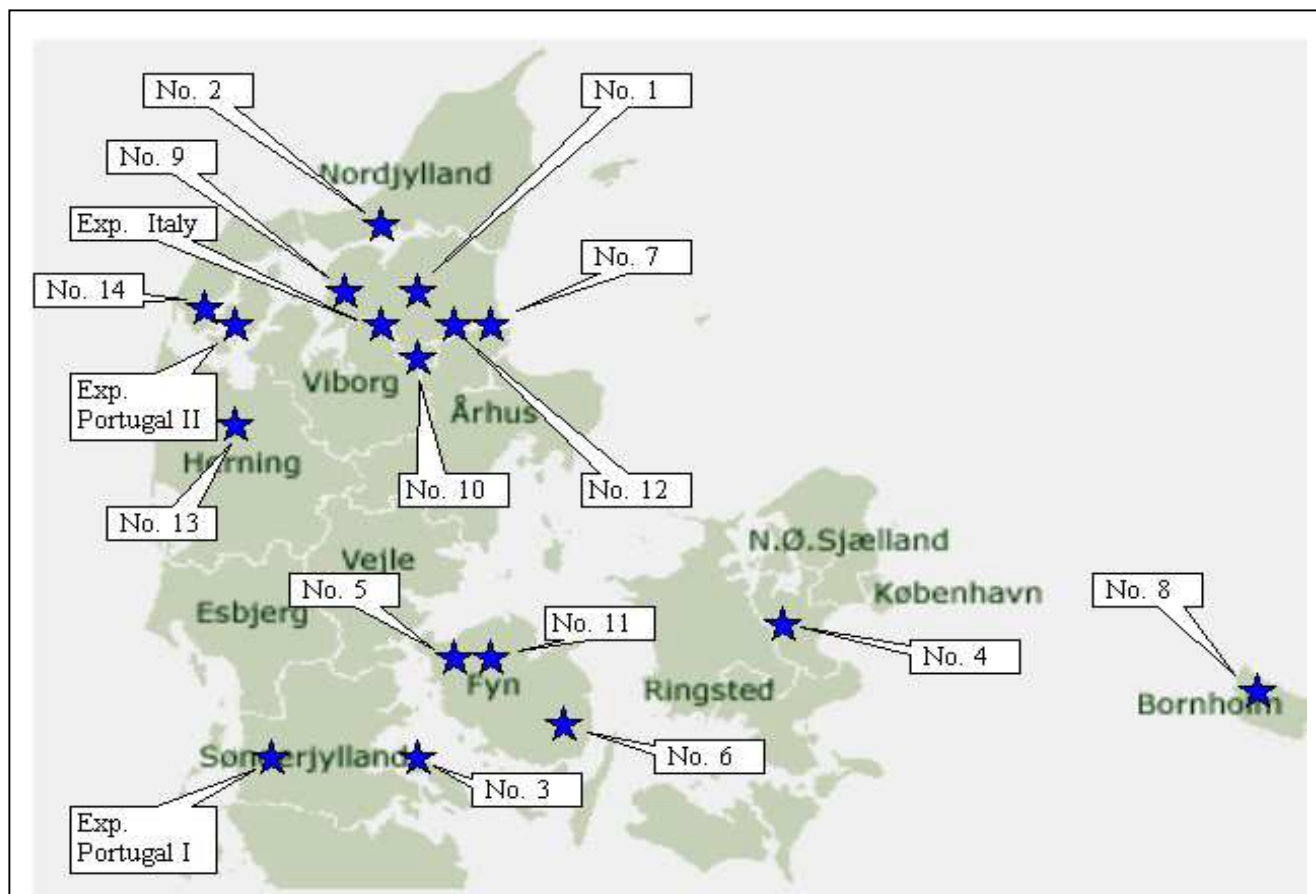 No. 2
No. 1
No. 9
Nordjylland
Exp. Italy
No. 7
No. 14
Exp.
Portugal II
Viborg
Århus
Hørning
No. 10
No. 12
No. 13
N.Ø.Sjælland
Vejle
No. 5
Esbjerg
København
No. 8
No. 11
No. 4
Fyn
Ringsted
Bornholm
Sønderjylland
No. 6
No. 3
Exp.
Portugal I